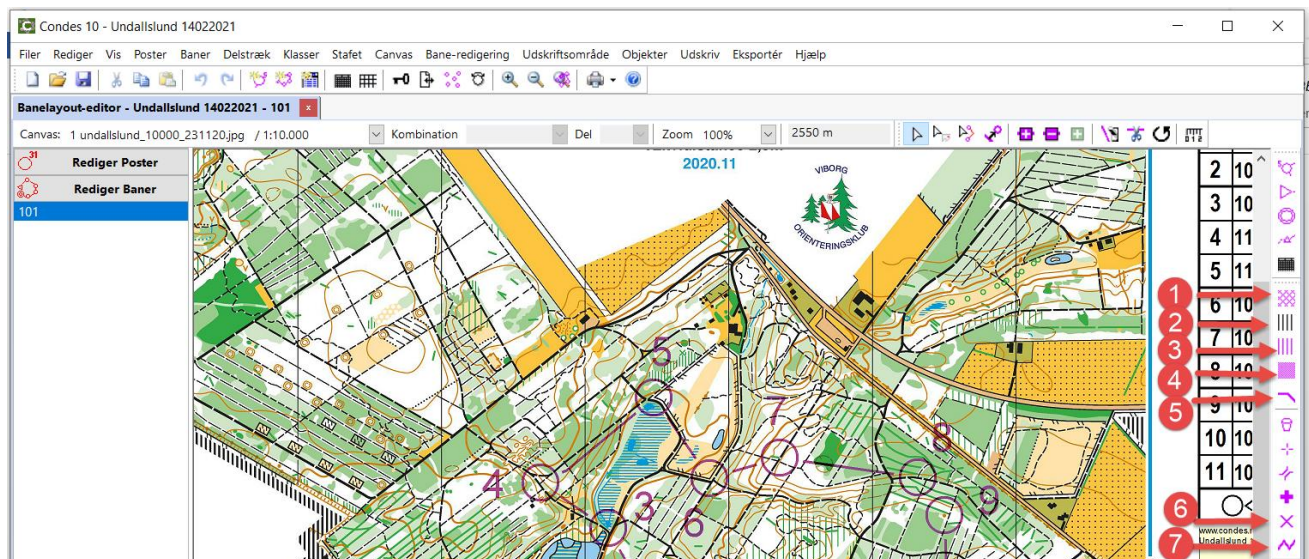 Condes 10 - Undallslund 14022021
Filer Rediger Vis Poster Baner Delstræk Klasser Stafet Canvas Bane-redigering Udskriftsområde Objekter Udskriv Eksportér Hjælp
Banelayout-editor - Undallslund 14022021 - 101 x
Canvas: 1 undallslund_10000_231120.jpg / 1:10.000 Kombination Del Zoom 100% 2550 m
31 Rediger Poster
Rediger Baner
101
2020.11
VIBORG
ORIENTERINGSKLUB
2 10
3 10
4 11
5 11
6 10
7 10
8 10
9 10
10 10
11 10
www.condes.
Undallslund
1
2
3
4
5
6
7
5
7
8
4
3
6
9